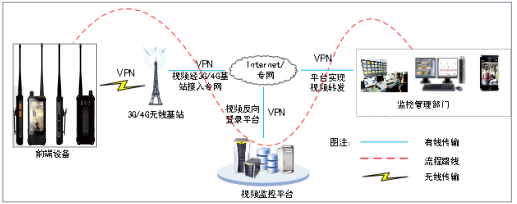 VPN
VPN
VPN
VPN
Internet/
专网
视频经3G/4G基
站接入专网
平台实现
视频转发
3G/4G无线基站
视频反向
登录平台
前端设备
监控管理部门
视频监控平台
图注:
有线传输
流程路线
无线传输